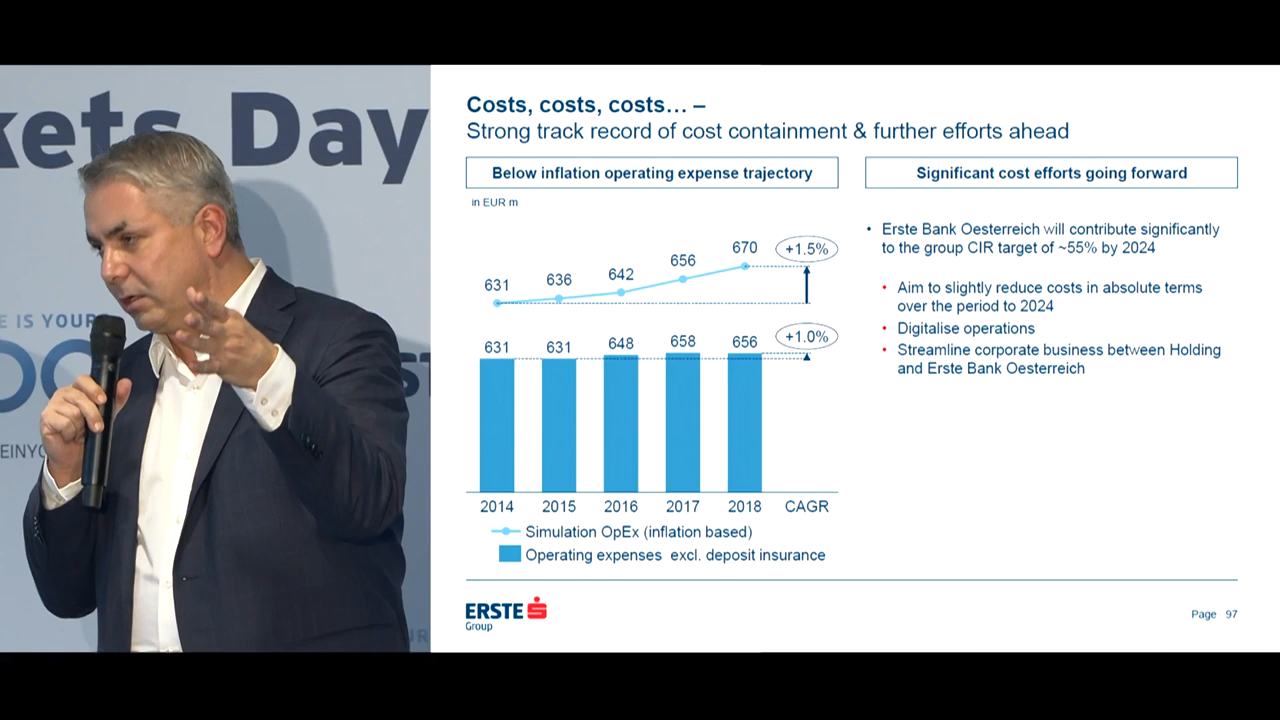 kets Day
E IS YOUR
EINYO
ST
UR
Costs, costs, costs… –
Strong track record of cost containment & further efforts ahead
Below inflation operating expense trajectory
in EUR m
631 636 642 656 670 +1.5%
631 631 648 658 656 +1.0%
2014 2015 2016 2017 2018 CAGR
Simulation OpEx (inflation based)
Operating expenses excl. deposit insurance
Significant cost efforts going forward
• Erste Bank Oesterreich will contribute significantly
to the group CIR target of ~55% by 2024
• Aim to slightly reduce costs in absolute terms
over the period to 2024
• Digitalise operations
• Streamline corporate business between Holding
and Erste Bank Oesterreich
ERSTE
Group
Page 97